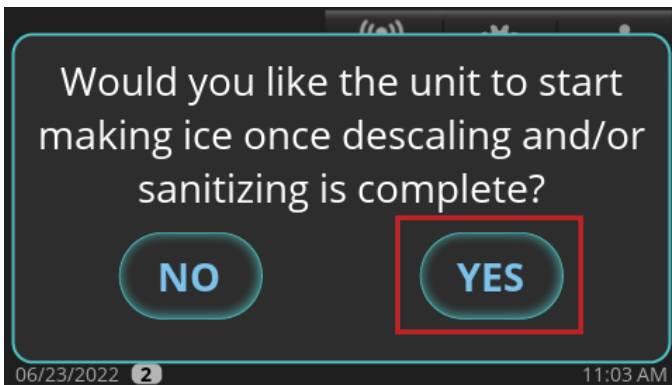 Would you like the unit to start
making ice once descaling and/or
sanitizing is complete?
NO YES
06/23/2022 2 11:03 AM